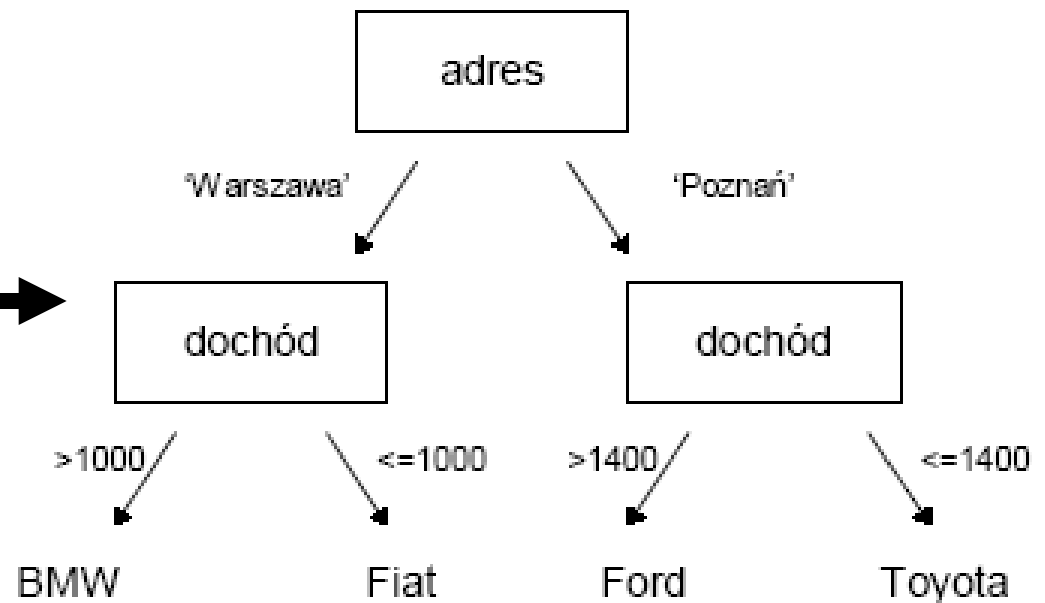 adres
'Warszawa'
'Poznań'
dochód
dochód
>1000
<=1000
>1400
<=1400
BMW
Fiat
Ford
Toyota